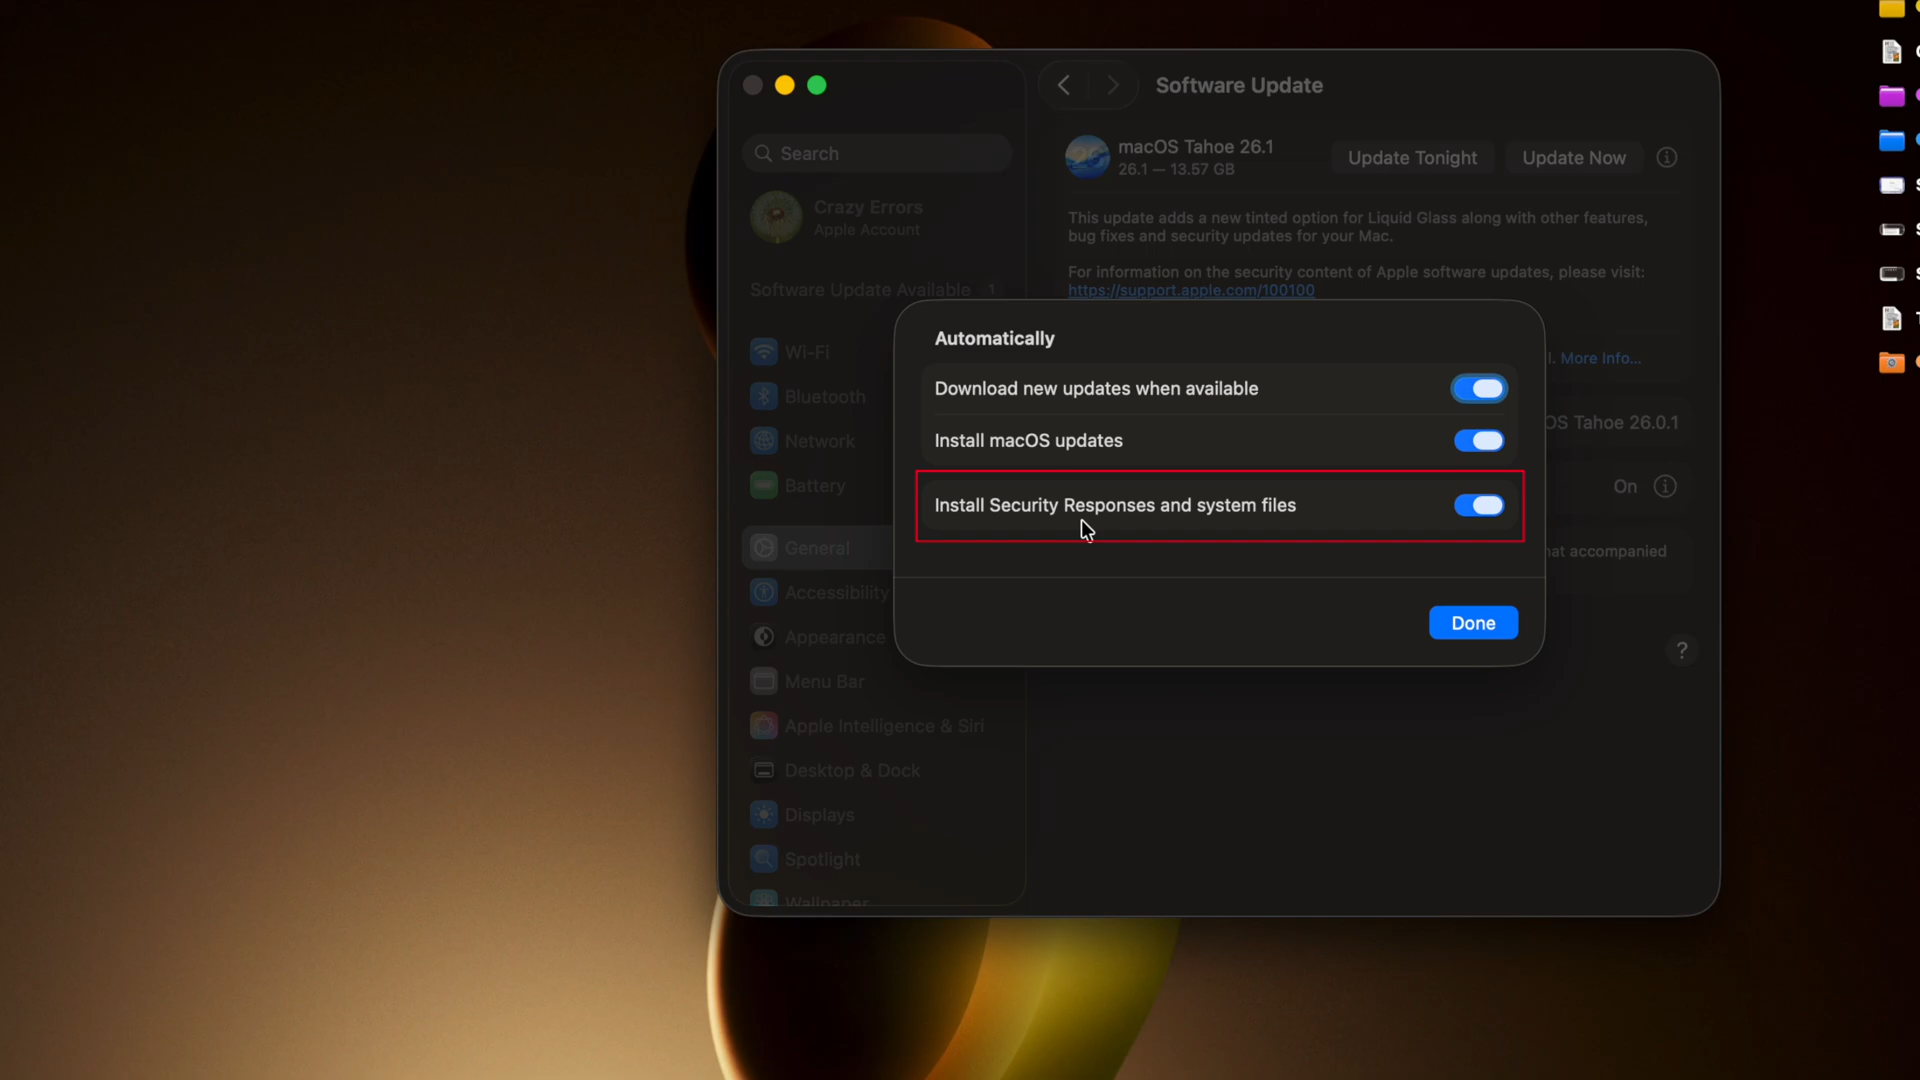 Software Update
Search
Crazy Errors
Apple Account
Software Update Available 1
Wi-Fi
Bluetooth
Network
Battery
General
Accessibility
Appearance
Menu Bar
Apple Intelligence & Siri
Desktop & Dock
Displays
Spotlight
Wallpaper
macOS Tahoe 26.1
26.1 — 13.57 GB
Update Tonight
Update Now
This update adds a new tinted option for Liquid Glass along with other features,
bug fixes and security updates for your Mac.
For information on the security content of Apple software updates, please visit:
https://support.apple.com/100100
More Info...
OS Tahoe 26.0.1
On
accompanied
?
Automatically
Download new updates when available
Install macOS updates
Install Security Responses and system files
Done